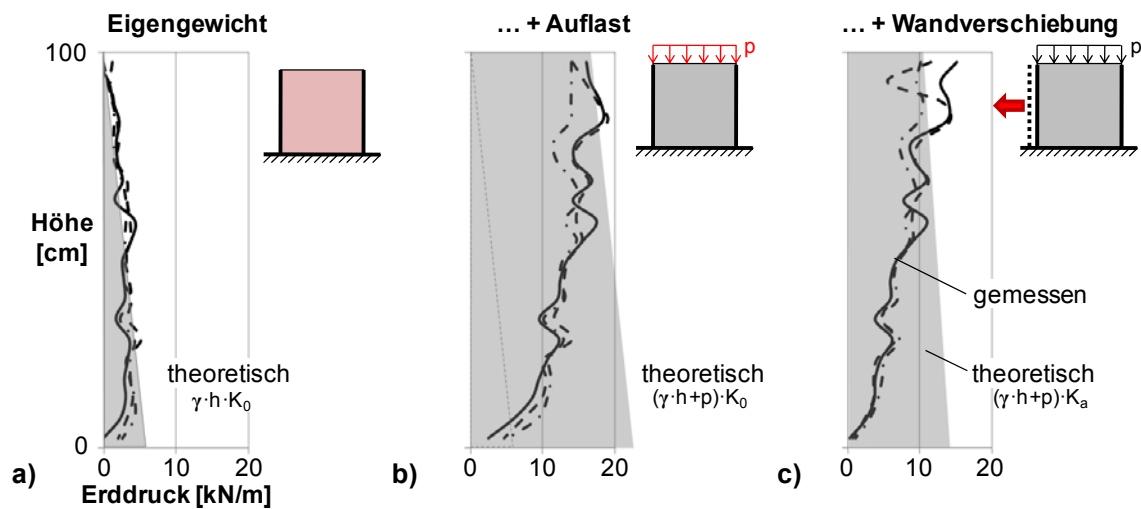 Eigengewicht
100
Höhe
[cm]
theoretisch
γ·h·K0
0
0 10 20
a)
Erddruck [kN/m]
... + Auflast
p
theoretisch
(γ·h+p)·K0
0 10 20
b)
... + Wandverschiebung
p
gemessen
theoretisch
(γ·h+p)·Ka
0 10 20
c)